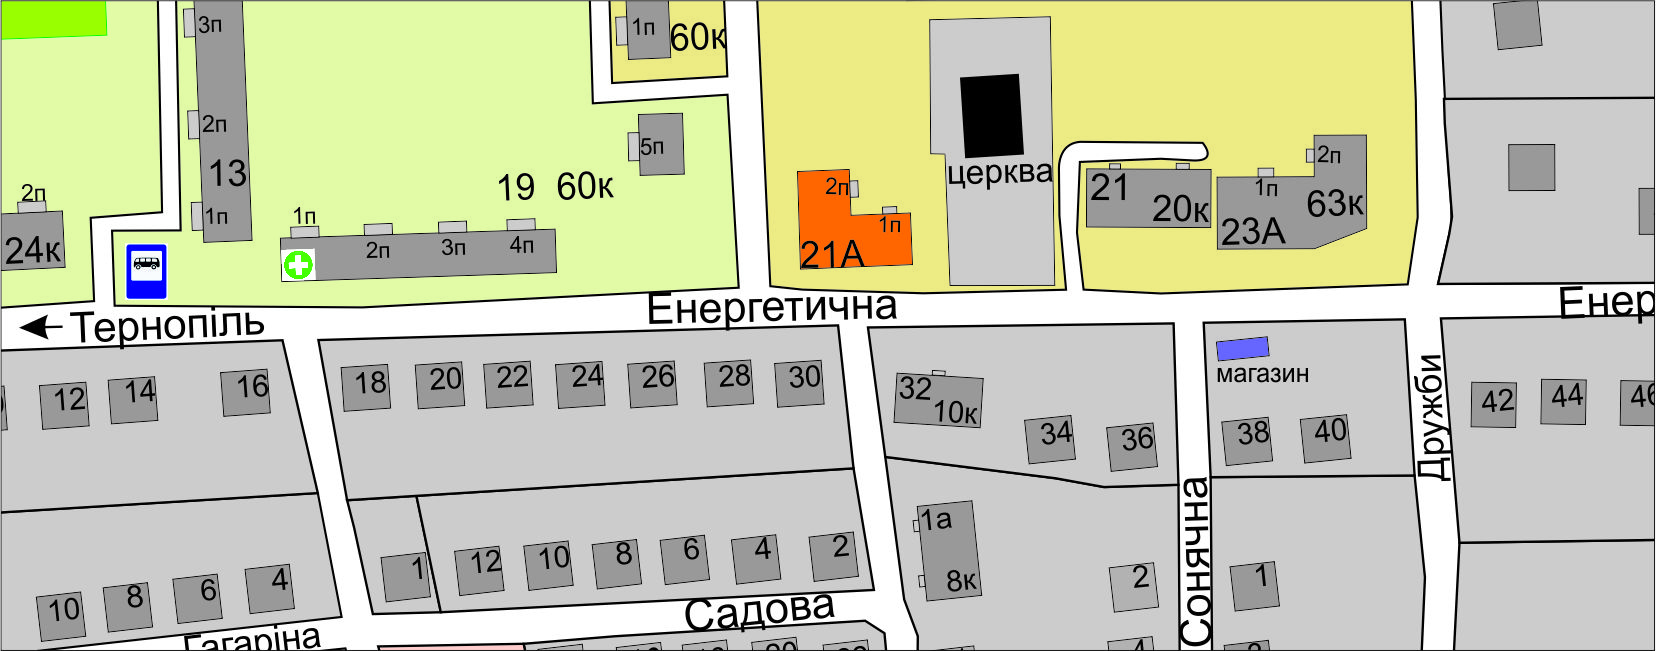 3п
1п
60к
2п
13
5п
церква
2п
21
20к
1п
2п
23А
63к
19 60к
2п
24к
1п
1п
2п
3п
4п
1п
21А
Тернопіль
Енергетична
Енер
магазин
Дружби
12
14
16
18
20
22
24
26
28
30
32
10к
34
36
38
40
42
44
46
1а
8к
Сонячна
1
12
10
8
6
4
2
2
1
10
8
6
4
Садова
Гагаріна